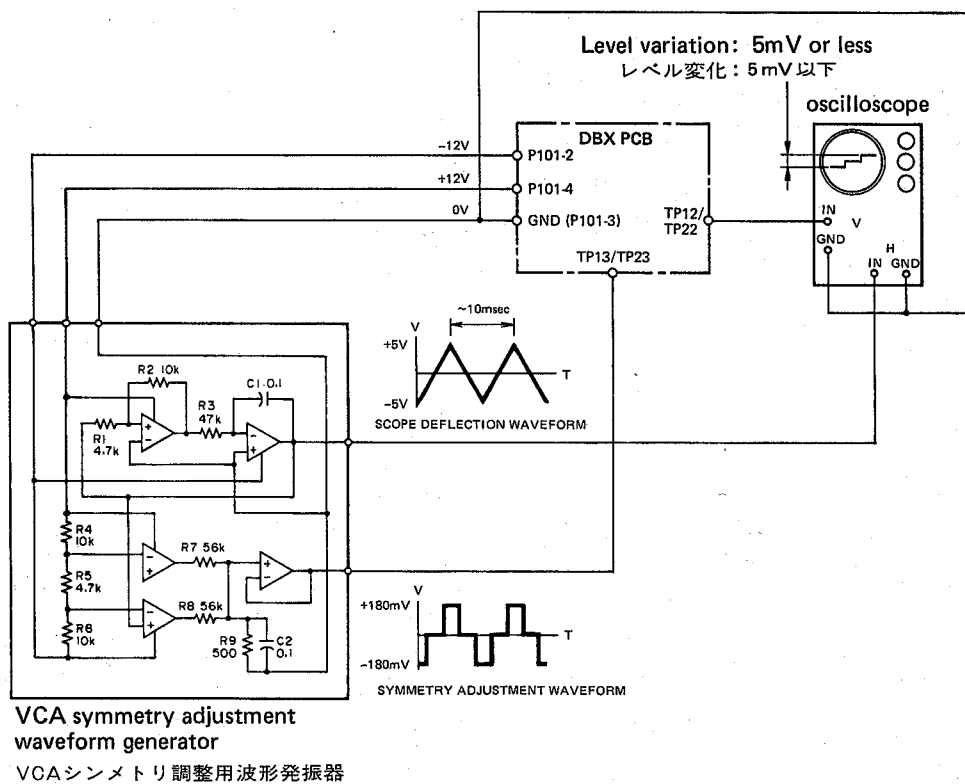 Level variation: 5mV or less
レベル変化：5mV以下
oscilloscope
DBX PCB
−12V
P101-2
+12V
P101-4
0V
GND (P101-3)
TP12/
TP22
TP13/TP23
IN
V
GND
H
IN
GND
~10msec
V
+5V
−5V
T
SCOPE DEFLECTION WAVEFORM
R2 10k
C1 0.1
R3
47k
R1
4.7k
R4
10k
R5
4.7k
R6
10k
R7 56k
R8 56k
R9
500
C2
0.1
V
+180mV
−180mV
T
SYMMETRY ADJUSTMENT WAVEFORM
VCA symmetry adjustment
waveform generator
VCAシンメトリ調整用波形発振器